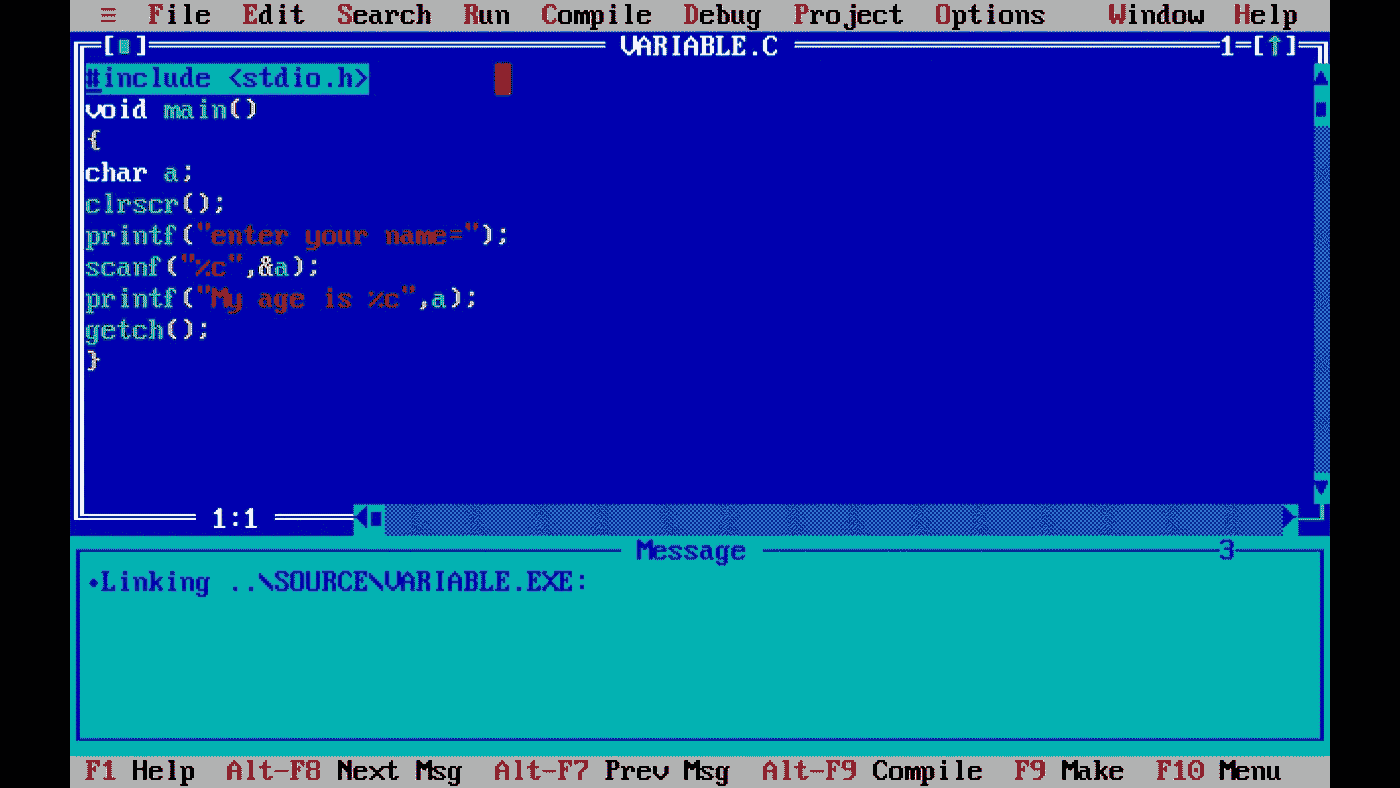 ≡ File Edit Search Run Compile Debug Project Options Window Help
[■] VARIABLE.C 1=[↑]
#include <stdio.h>
void main()
{
char a;
clrscr();
printf("enter your name=");
scanf("%c",&a);
printf("My age is %c",a);
getch();
}
1:1
Message 3
•Linking ..\SOURCE\VARIABLE.EXE:
F1 Help Alt-F8 Next Msg Alt-F7 Prev Msg Alt-F9 Compile F9 Make F10 Menu